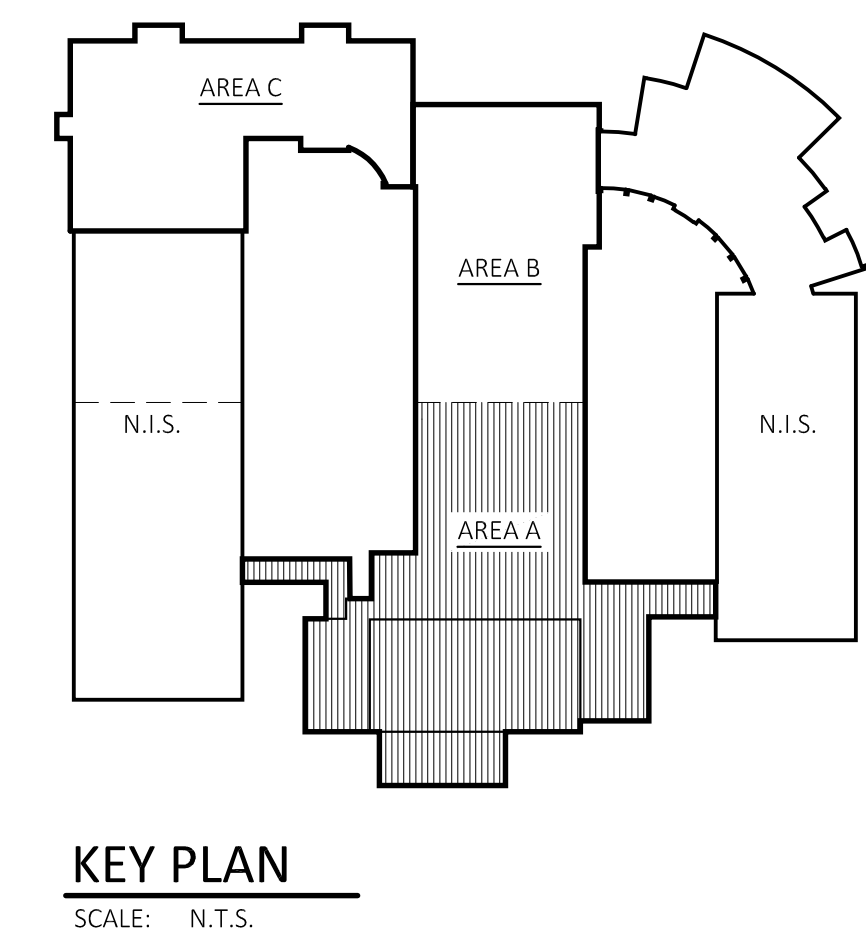 AREA C
AREA B
N.I.S.
N.I.S.
AREA A
KEY PLAN
SCALE: N.T.S.